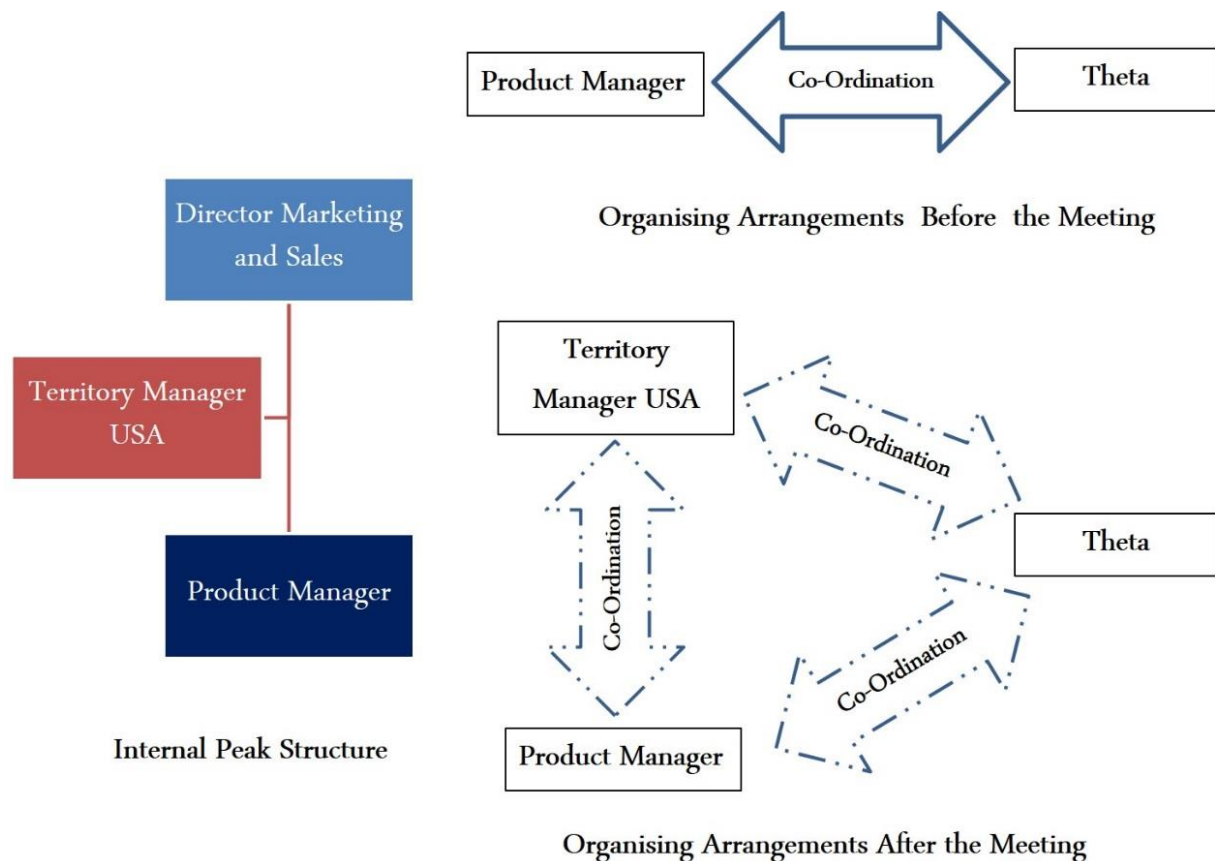 Product Manager
Co-Ordination
Theta
Organising Arrangements Before the Meeting
Director Marketing
and Sales
Territory Manager
USA
Product Manager
Internal Peak Structure
Territory
Manager USA
Co-Ordination
Co-Ordination
Theta
Co-Ordination
Product Manager
Organising Arrangements After the Meeting